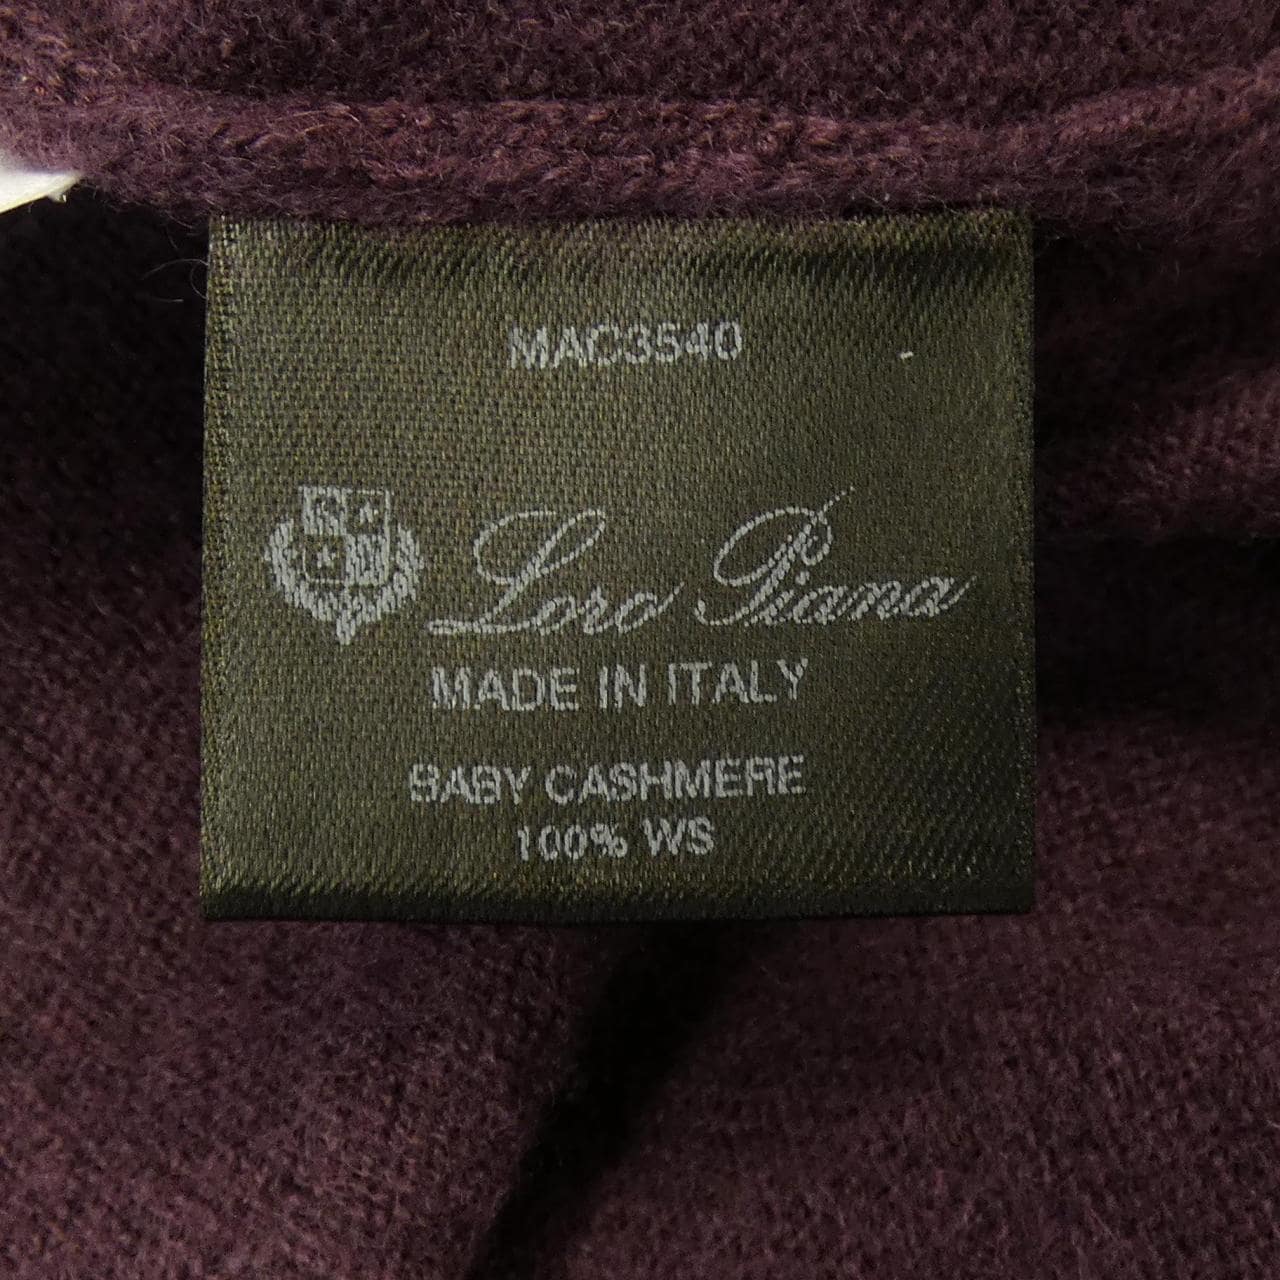 MAC3540
Loro Piana
MADE IN ITALY
BABY CASHMERE
100% WS